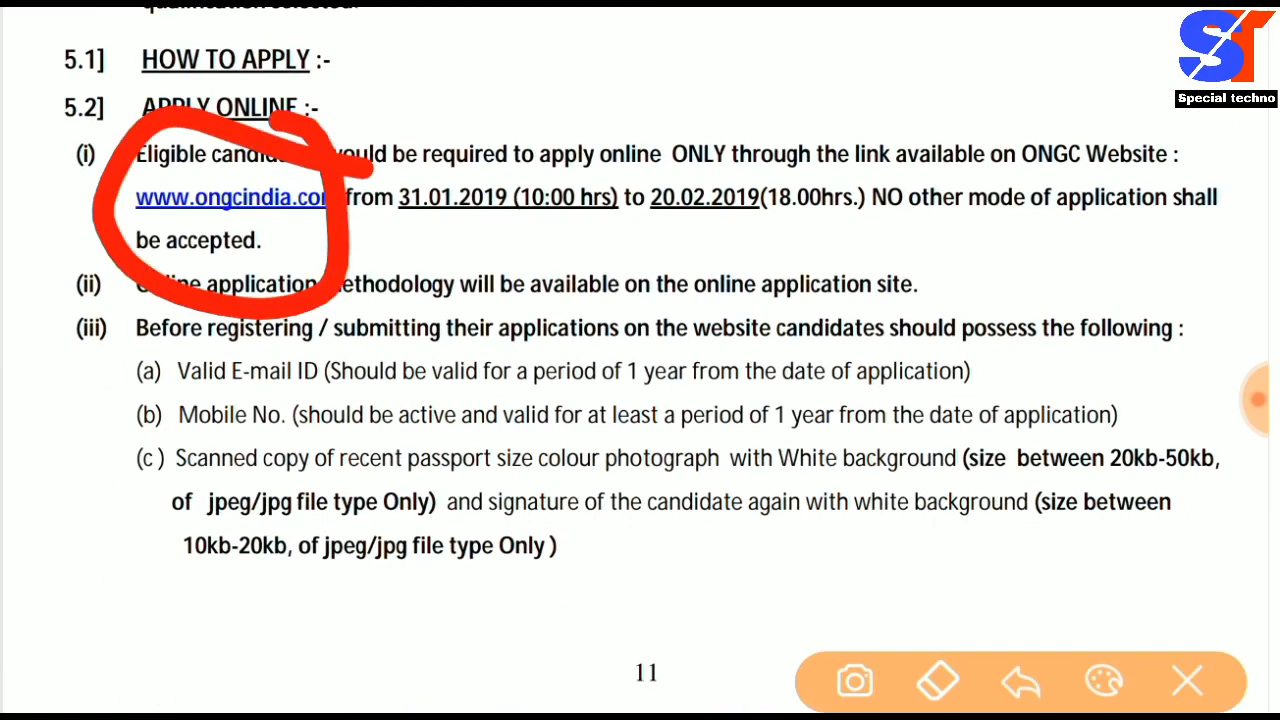 5.1] HOW TO APPLY :-
Special techno
5.2] APPLY ONLINE :-
(i) Eligible would be required to apply online ONLY through the link available on ONGC Website :
www.ongcindia.com from 31.01.2019 (10:00 hrs) to 20.02.2019(18.00hrs.) NO other mode of application shall
be accepted.
(ii) application methodology will be available on the online application site.
(iii) Before registering / submitting their applications on the website candidates should possess the following :
(a) Valid E-mail ID (Should be valid for a period of 1 year from the date of application)
(b) Mobile No. (should be active and valid for at least a period of 1 year from the date of application)
(c ) Scanned copy of recent passport size colour photograph with White background (size between 20kb-50kb,
of jpeg/jpg file type Only) and signature of the candidate again with white background (size between
10kb-20kb, of jpeg/jpg file type Only )
11